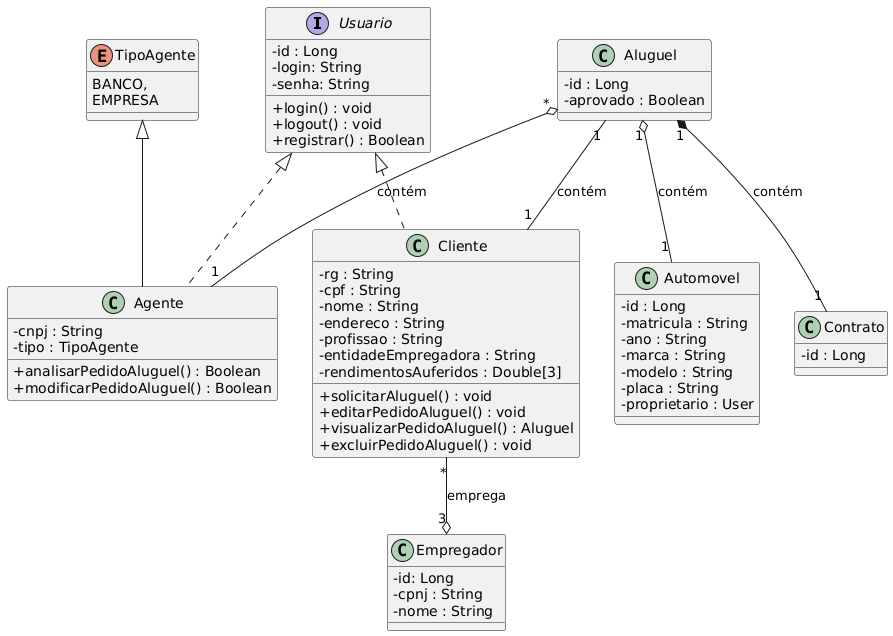 E TipoAgente
BANCO,
EMPRESA
I Usuario
-id : Long
-login: String
-senha: String
+login() : void
+logout() : void
+registrar() : Boolean
C Aluguel
-id : Long
-aprovado : Boolean
*
1
1
1
contém
contém
contém
contém
1
1
1
1
C Agente
-cnpj : String
-tipo : TipoAgente
+analisarPedidoAluguel() : Boolean
+modificarPedidoAluguel() : Boolean
C Cliente
-rg : String
-cpf : String
-nome : String
-endereco : String
-profissao : String
-entidadeEmpregadora : String
-rendimentosAuferidos : Double[3]
+solicitarAluguel() : void
+editarPedidoAluguel() : void
+visualizarPedidoAluguel() : Aluguel
+excluirPedidoAluguel() : void
C Automovel
-id : Long
-matricula : String
-ano : String
-marca : String
-modelo : String
-placa : String
-proprietario : User
C Contrato
-id : Long
*
emprega
3
C Empregador
-id: Long
-cpnj : String
-nome : String